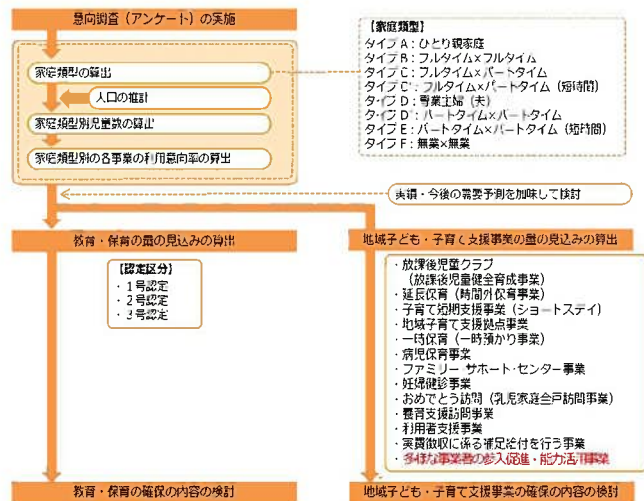 意向調査（アンケート）の実施
家庭類型の算出
人口の推計
家庭類型別児童数の算出
家庭類型別の各事業の利用意向率の算出
【家庭類型】
タイプA：ひとり親家庭
タイプB：フルタイム×フルタイム
タイプC：フルタイム×パートタイム
タイプC'：フルタイム×パートタイム（短時間）
タイプD：専業主婦（夫）
タイプD'：パートタイム×パートタイム
タイプE：パートタイム×パートタイム（短時間）
タイプF：無業×無業
実績・今後の需要予測を加味して検討
教育・保育の量の見込みの算出
【認定区分】
・1号認定
・2号認定
・3号認定
地域子ども・子育て支援事業の量の見込みの算出
・放課後児童クラブ
（放課後児童健全育成事業）
・延長保育（時間外保育事業）
・子育て短期支援事業（ショートステイ）
・地域子育て支援拠点事業
・一時保育（一時預かり事業）
・病児保育事業
・ファミリー・サポート・センター事業
・妊婦健診事業
・おめでとう訪問（乳児家庭全戸訪問事業）
・養育支援訪問事業
・利用者支援事業
・実費徴収に係る補足給付を行う事業
・多様な事業者の参入促進・能力活用事業
教育・保育の確保の内容の検討
地域子ども・子育て支援事業の確保の内容の検討